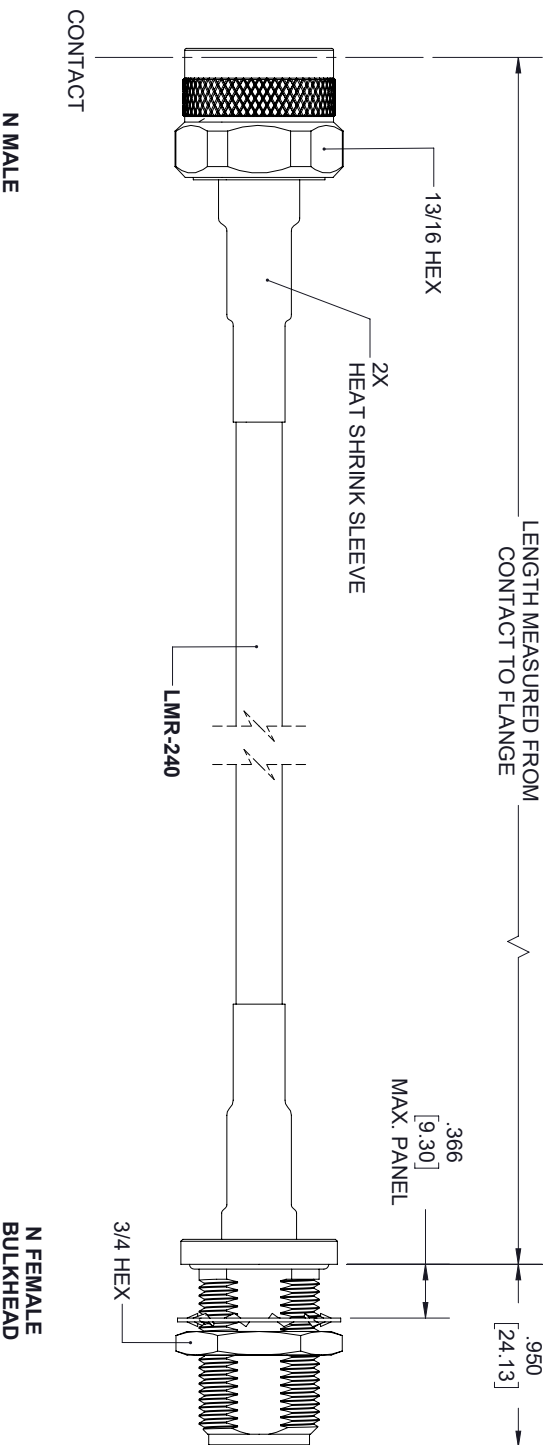 LENGTH MEASURED FROM
CONTACT TO FLANGE
.950
[24.13]
.366
[9.30]
MAX. PANEL
13/16 HEX
2X
HEAT SHRINK SLEEVE
LMR-240
3/4 HEX
CONTACT
N MALE
N FEMALE
BULKHEAD